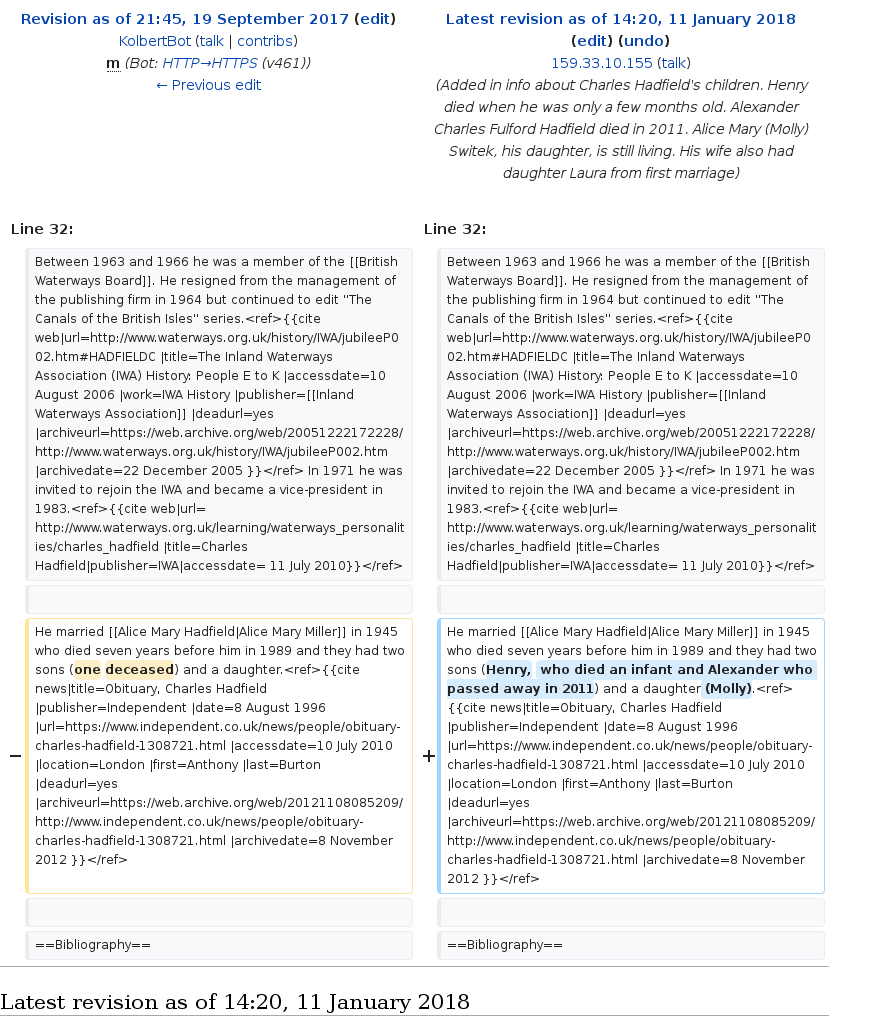 Revision as of 21:45, 19 September 2017 (edit)
KolbertBot (talk | contribs)
m (Bot: HTTP→HTTPS (v461))
← Previous edit
Latest revision as of 14:20, 11 January 2018
(edit) (undo)
159.33.10.155 (talk)
(Added in info about Charles Hadfield's children. Henry
died when he was only a few months old. Alexander
Charles Fulford Hadfield died in 2011. Alice Mary (Molly)
Switek, his daughter, is still living. His wife also had
daughter Laura from first marriage)
Line 32:
Between 1963 and 1966 he was a member of the [[British
Waterways Board]]. He resigned from the management of
the publishing firm in 1964 but continued to edit ''The
Canals of the British Isles'' series.<ref>{{cite
web|url=http://www.waterways.org.uk/history/IWA/jubileeP0
02.htm#HADFIELDC |title=The Inland Waterways
Association (IWA) History: People E to K |accessdate=10
August 2006 |work=IWA History |publisher=[[Inland
Waterways Association]] |deadurl=yes
|archiveurl=https://web.archive.org/web/20051222172228/
http://www.waterways.org.uk/history/IWA/jubileeP002.htm
|archivedate=22 December 2005 }}</ref> In 1971 he was
invited to rejoin the IWA and became a vice-president in
1983.<ref>{{cite web|url=
http://www.waterways.org.uk/learning/waterways_personalit
ies/charles_hadfield |title=Charles
Hadfield|publisher=IWA|accessdate= 11 July 2010}}</ref>
−
He married [[Alice Mary Hadfield|Alice Mary Miller]] in 1945
who died seven years before him in 1989 and they had two
sons (one deceased) and a daughter.<ref>{{cite
news|title=Obituary, Charles Hadfield
|publisher=Independent |date=8 August 1996
|url=https://www.independent.co.uk/news/people/obituary-
charles-hadfield-1308721.html |accessdate=10 July 2010
|location=London |first=Anthony |last=Burton
|deadurl=yes
|archiveurl=https://web.archive.org/web/20121108085209/
http://www.independent.co.uk/news/people/obituary-
charles-hadfield-1308721.html |archivedate=8 November
2012 }}</ref>
==Bibliography==
Line 32:
Between 1963 and 1966 he was a member of the [[British
Waterways Board]]. He resigned from the management of
the publishing firm in 1964 but continued to edit ''The
Canals of the British Isles'' series.<ref>{{cite
web|url=http://www.waterways.org.uk/history/IWA/jubileeP0
02.htm#HADFIELDC |title=The Inland Waterways
Association (IWA) History: People E to K |accessdate=10
August 2006 |work=IWA History |publisher=[[Inland
Waterways Association]] |deadurl=yes
|archiveurl=https://web.archive.org/web/20051222172228/
http://www.waterways.org.uk/history/IWA/jubileeP002.htm
|archivedate=22 December 2005 }}</ref> In 1971 he was
invited to rejoin the IWA and became a vice-president in
1983.<ref>{{cite web|url=
http://www.waterways.org.uk/learning/waterways_personalit
ies/charles_hadfield |title=Charles
Hadfield|publisher=IWA|accessdate= 11 July 2010}}</ref>
+
He married [[Alice Mary Hadfield|Alice Mary Miller]] in 1945
who died seven years before him in 1989 and they had two
sons (Henry, who died an infant and Alexander who
passed away in 2011) and a daughter (Molly).<ref>
{{cite news|title=Obituary, Charles Hadfield
|publisher=Independent |date=8 August 1996
|url=https://www.independent.co.uk/news/people/obituary-
charles-hadfield-1308721.html |accessdate=10 July 2010
|location=London |first=Anthony |last=Burton
|deadurl=yes
|archiveurl=https://web.archive.org/web/20121108085209/
http://www.independent.co.uk/news/people/obituary-
charles-hadfield-1308721.html |archivedate=8 November
2012 }}</ref>
==Bibliography==
Latest revision as of 14:20, 11 January 2018